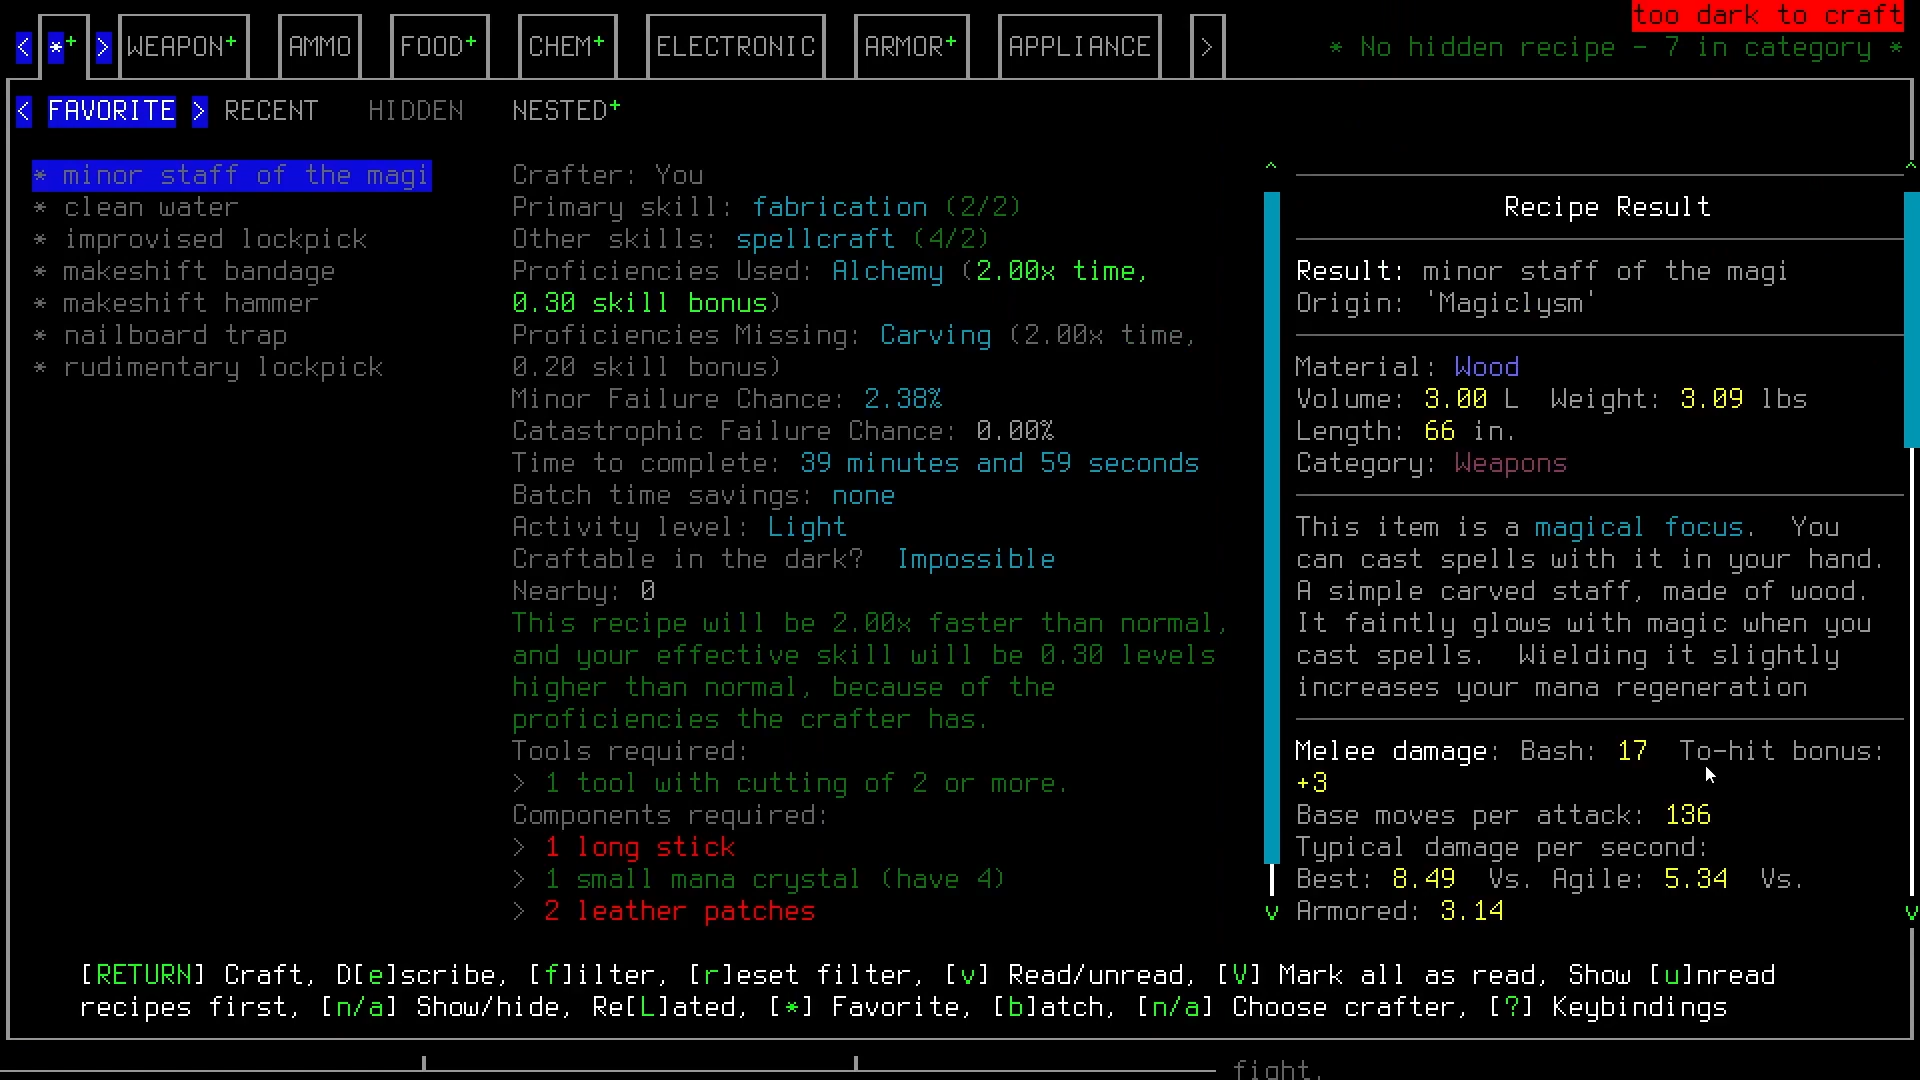 too dark to craft
< *+ > WEAPON+ AMMO FOOD+ CHEM+ ELECTRONIC ARMOR+ APPLIANCE > * No hidden recipe - 7 in category *
< FAVORITE > RECENT HIDDEN NESTED+
* minor staff of the magi
* clean water
* improvised lockpick
* makeshift bandage
* makeshift hammer
* nailboard trap
* rudimentary lockpick
Crafter: You
Primary skill: fabrication (2/2)
Other skills: spellcraft (4/2)
Proficiencies Used: Alchemy (2.00x time,
0.30 skill bonus)
Proficiencies Missing: Carving (2.00x time,
0.20 skill bonus)
Minor Failure Chance: 2.38%
Catastrophic Failure Chance: 0.00%
Time to complete: 39 minutes and 59 seconds
Batch time savings: none
Activity level: Light
Craftable in the dark? Impossible
Nearby: 0
This recipe will be 2.00x faster than normal,
and your effective skill will be 0.30 levels
higher than normal, because of the
proficiencies the crafter has.
Tools required:
> 1 tool with cutting of 2 or more.
Components required:
> 1 long stick
> 1 small mana crystal (have 4)
> 2 leather patches
Recipe Result
Result: minor staff of the magi
Origin: 'Magiclysm'
Material: Wood
Volume: 3.00 L Weight: 3.09 lbs
Length: 66 in.
Category: Weapons
This item is a magical focus. You
can cast spells with it in your hand.
A simple carved staff, made of wood.
It faintly glows with magic when you
cast spells. Wielding it slightly
increases your mana regeneration
Melee damage: Bash: 17 To-hit bonus:
+3
Base moves per attack: 136
Typical damage per second:
Best: 8.49 Vs. Agile: 5.34 Vs.
Armored: 3.14
[RETURN] Craft, D[e]scribe, [f]ilter, [r]eset filter, [v] Read/unread, [V] Mark all as read, Show [u]nread
recipes first, [n/a] Show/hide, Re[L]ated, [*] Favorite, [b]atch, [n/a] Choose crafter, [?] Keybindings
fight.